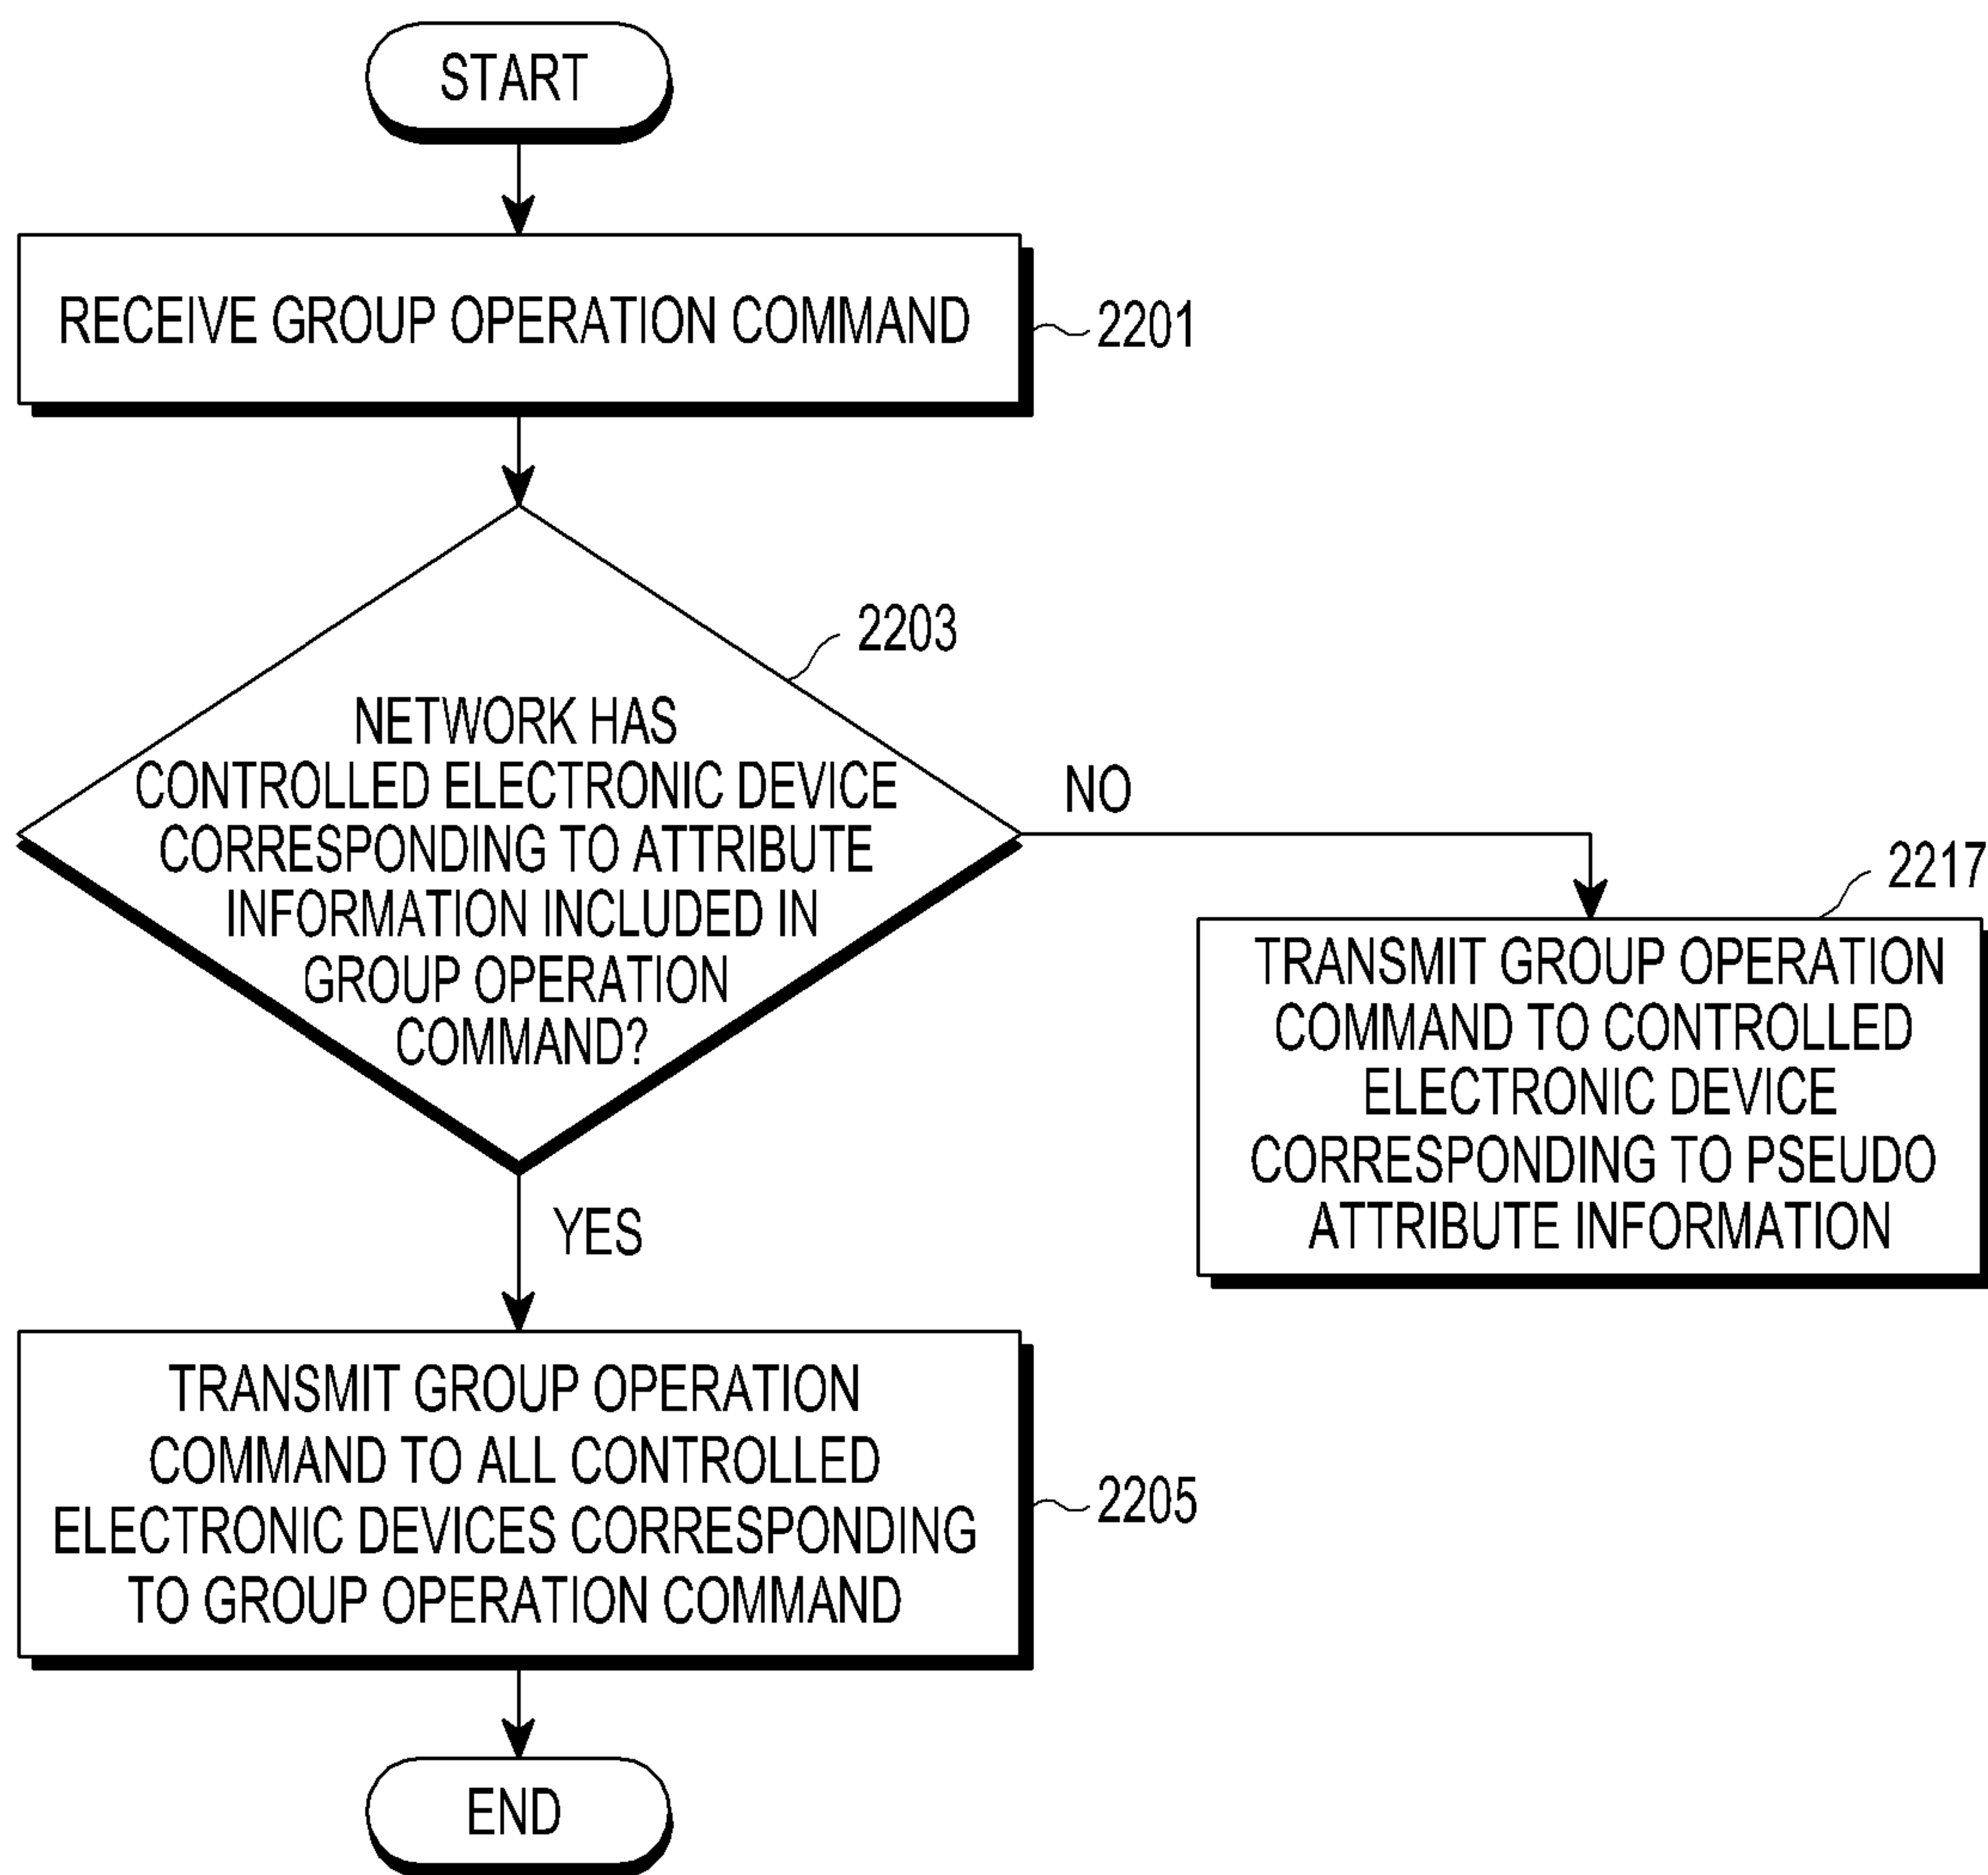 START
RECEIVE GROUP OPERATION COMMAND
2201
2203
NETWORK HAS
CONTROLLED ELECTRONIC DEVICE
CORRESPONDING TO ATTRIBUTE
INFORMATION INCLUDED IN
GROUP OPERATION
COMMAND?
NO
2217
TRANSMIT GROUP OPERATION
COMMAND TO CONTROLLED
ELECTRONIC DEVICE
CORRESPONDING TO PSEUDO
ATTRIBUTE INFORMATION
YES
TRANSMIT GROUP OPERATION
COMMAND TO ALL CONTROLLED
ELECTRONIC DEVICES CORRESPONDING
TO GROUP OPERATION COMMAND
2205
END